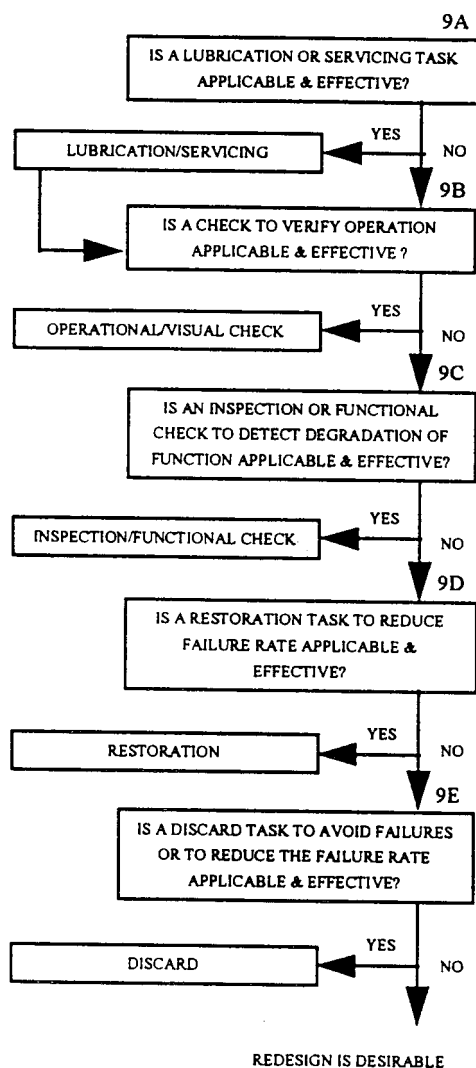 9A
IS A LUBRICATION OR SERVICING TASK
APPLICABLE & EFFECTIVE?
YES
NO
LUBRICATION/SERVICING
9B
IS A CHECK TO VERIFY OPERATION
APPLICABLE & EFFECTIVE ?
YES
NO
OPERATIONAL/VISUAL CHECK
9C
IS AN INSPECTION OR FUNCTIONAL
CHECK TO DETECT DEGRADATION OF
FUNCTION APPLICABLE & EFFECTIVE?
YES
NO
INSPECTION/FUNCTIONAL CHECK
9D
IS A RESTORATION TASK TO REDUCE
FAILURE RATE APPLICABLE &
EFFECTIVE?
YES
NO
RESTORATION
9E
IS A DISCARD TASK TO AVOID FAILURES
OR TO REDUCE THE FAILURE RATE
APPLICABLE & EFFECTIVE?
YES
NO
DISCARD
REDESIGN IS DESIRABLE